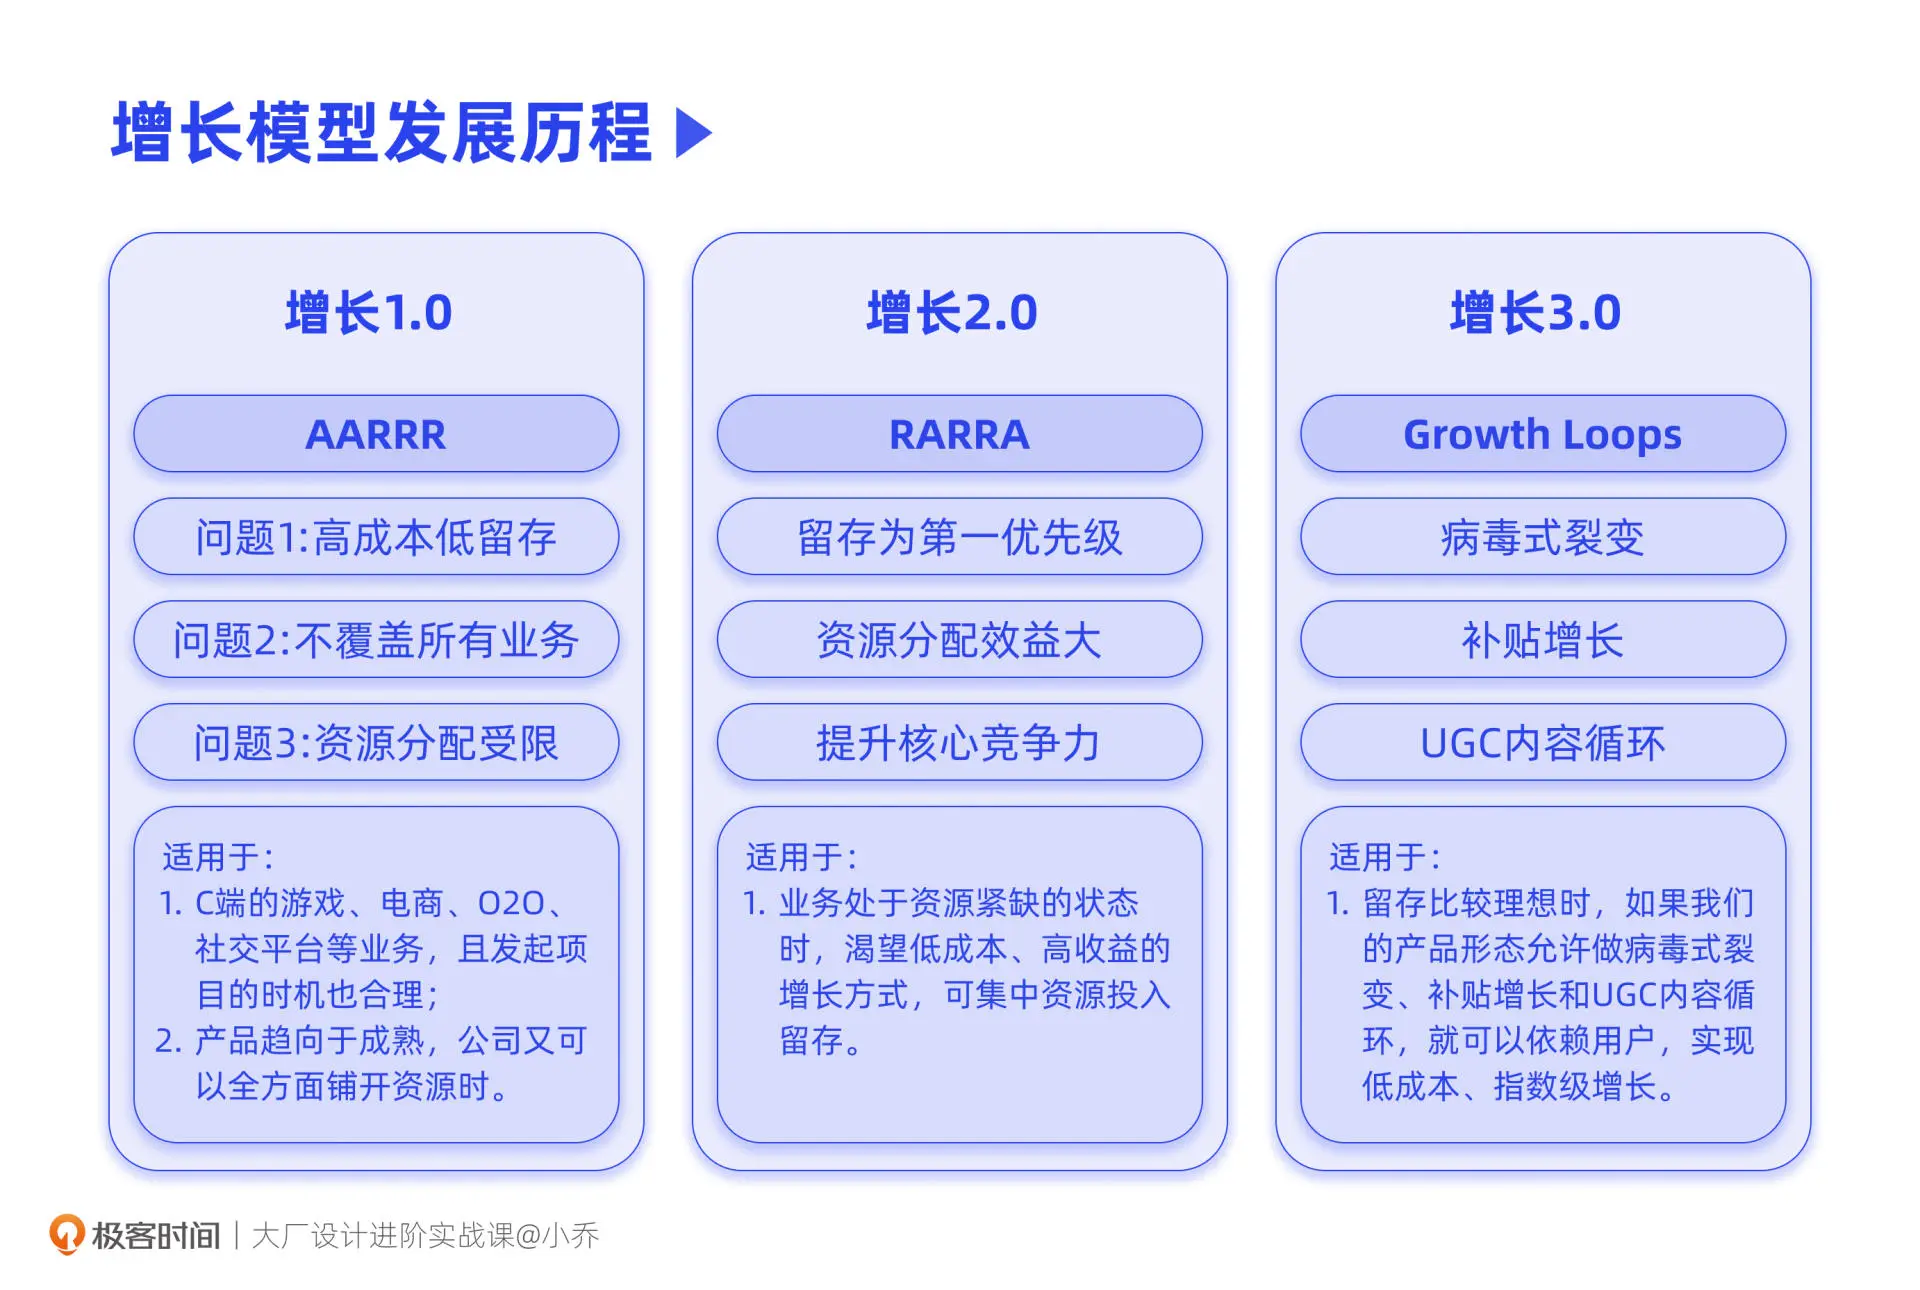 增长模型发展历程
增长1.0
AARRR
问题1:高成本低留存
问题2:不覆盖所有业务
问题3:资源分配受限
适用于：
1. C端的游戏、电商、O2O、
社交平台等业务，且发起项
目的时机也合理；
2. 产品趋向于成熟，公司又可
以全方面铺开资源时。
增长2.0
RARRA
留存为第一优先级
资源分配效益大
提升核心竞争力
适用于：
1. 业务处于资源紧缺的状态
时，渴望低成本、高收益的
增长方式，可集中资源投入
留存。
增长3.0
Growth Loops
病毒式裂变
补贴增长
UGC内容循环
适用于：
1. 留存比较理想时，如果我们
的产品形态允许做病毒式裂
变、补贴增长和UGC内容循
环，就可以依赖用户，实现
低成本、指数级增长。
极客时间｜大厂设计进阶实战课@小乔